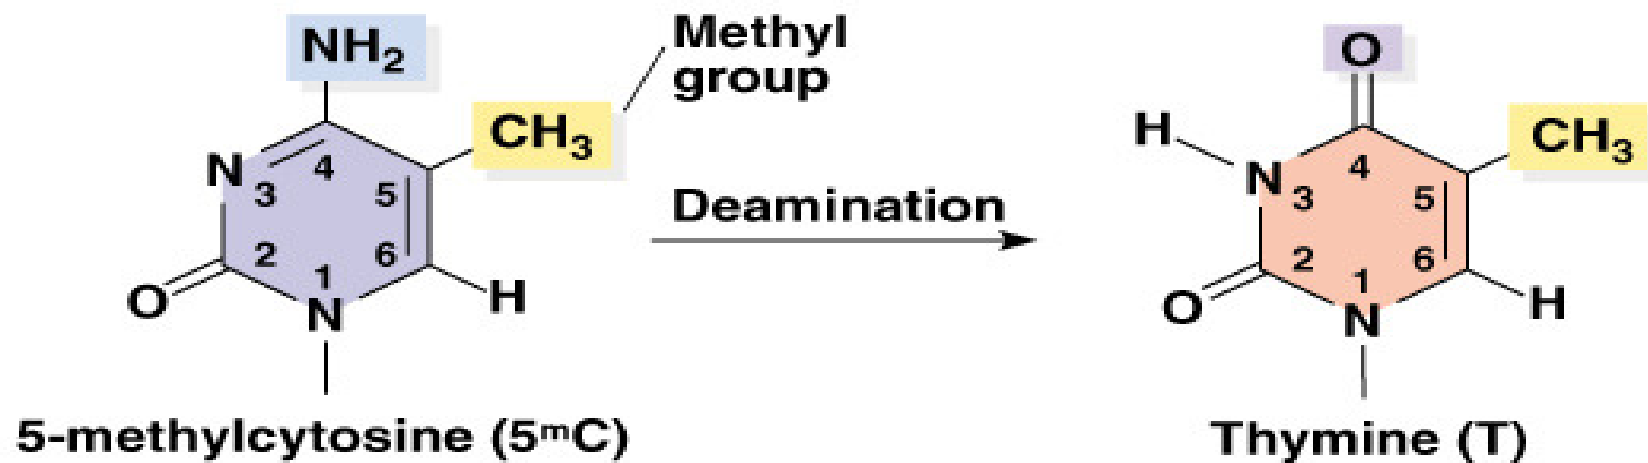 NH₂
Methyl
group
CH₃
N
3
4
5
2
1
6
O
N
H
5-methylcytosine (5ᵐC)
Deamination
O
H
CH₃
N
3
4
5
2
1
6
O
N
H
Thymine (T)